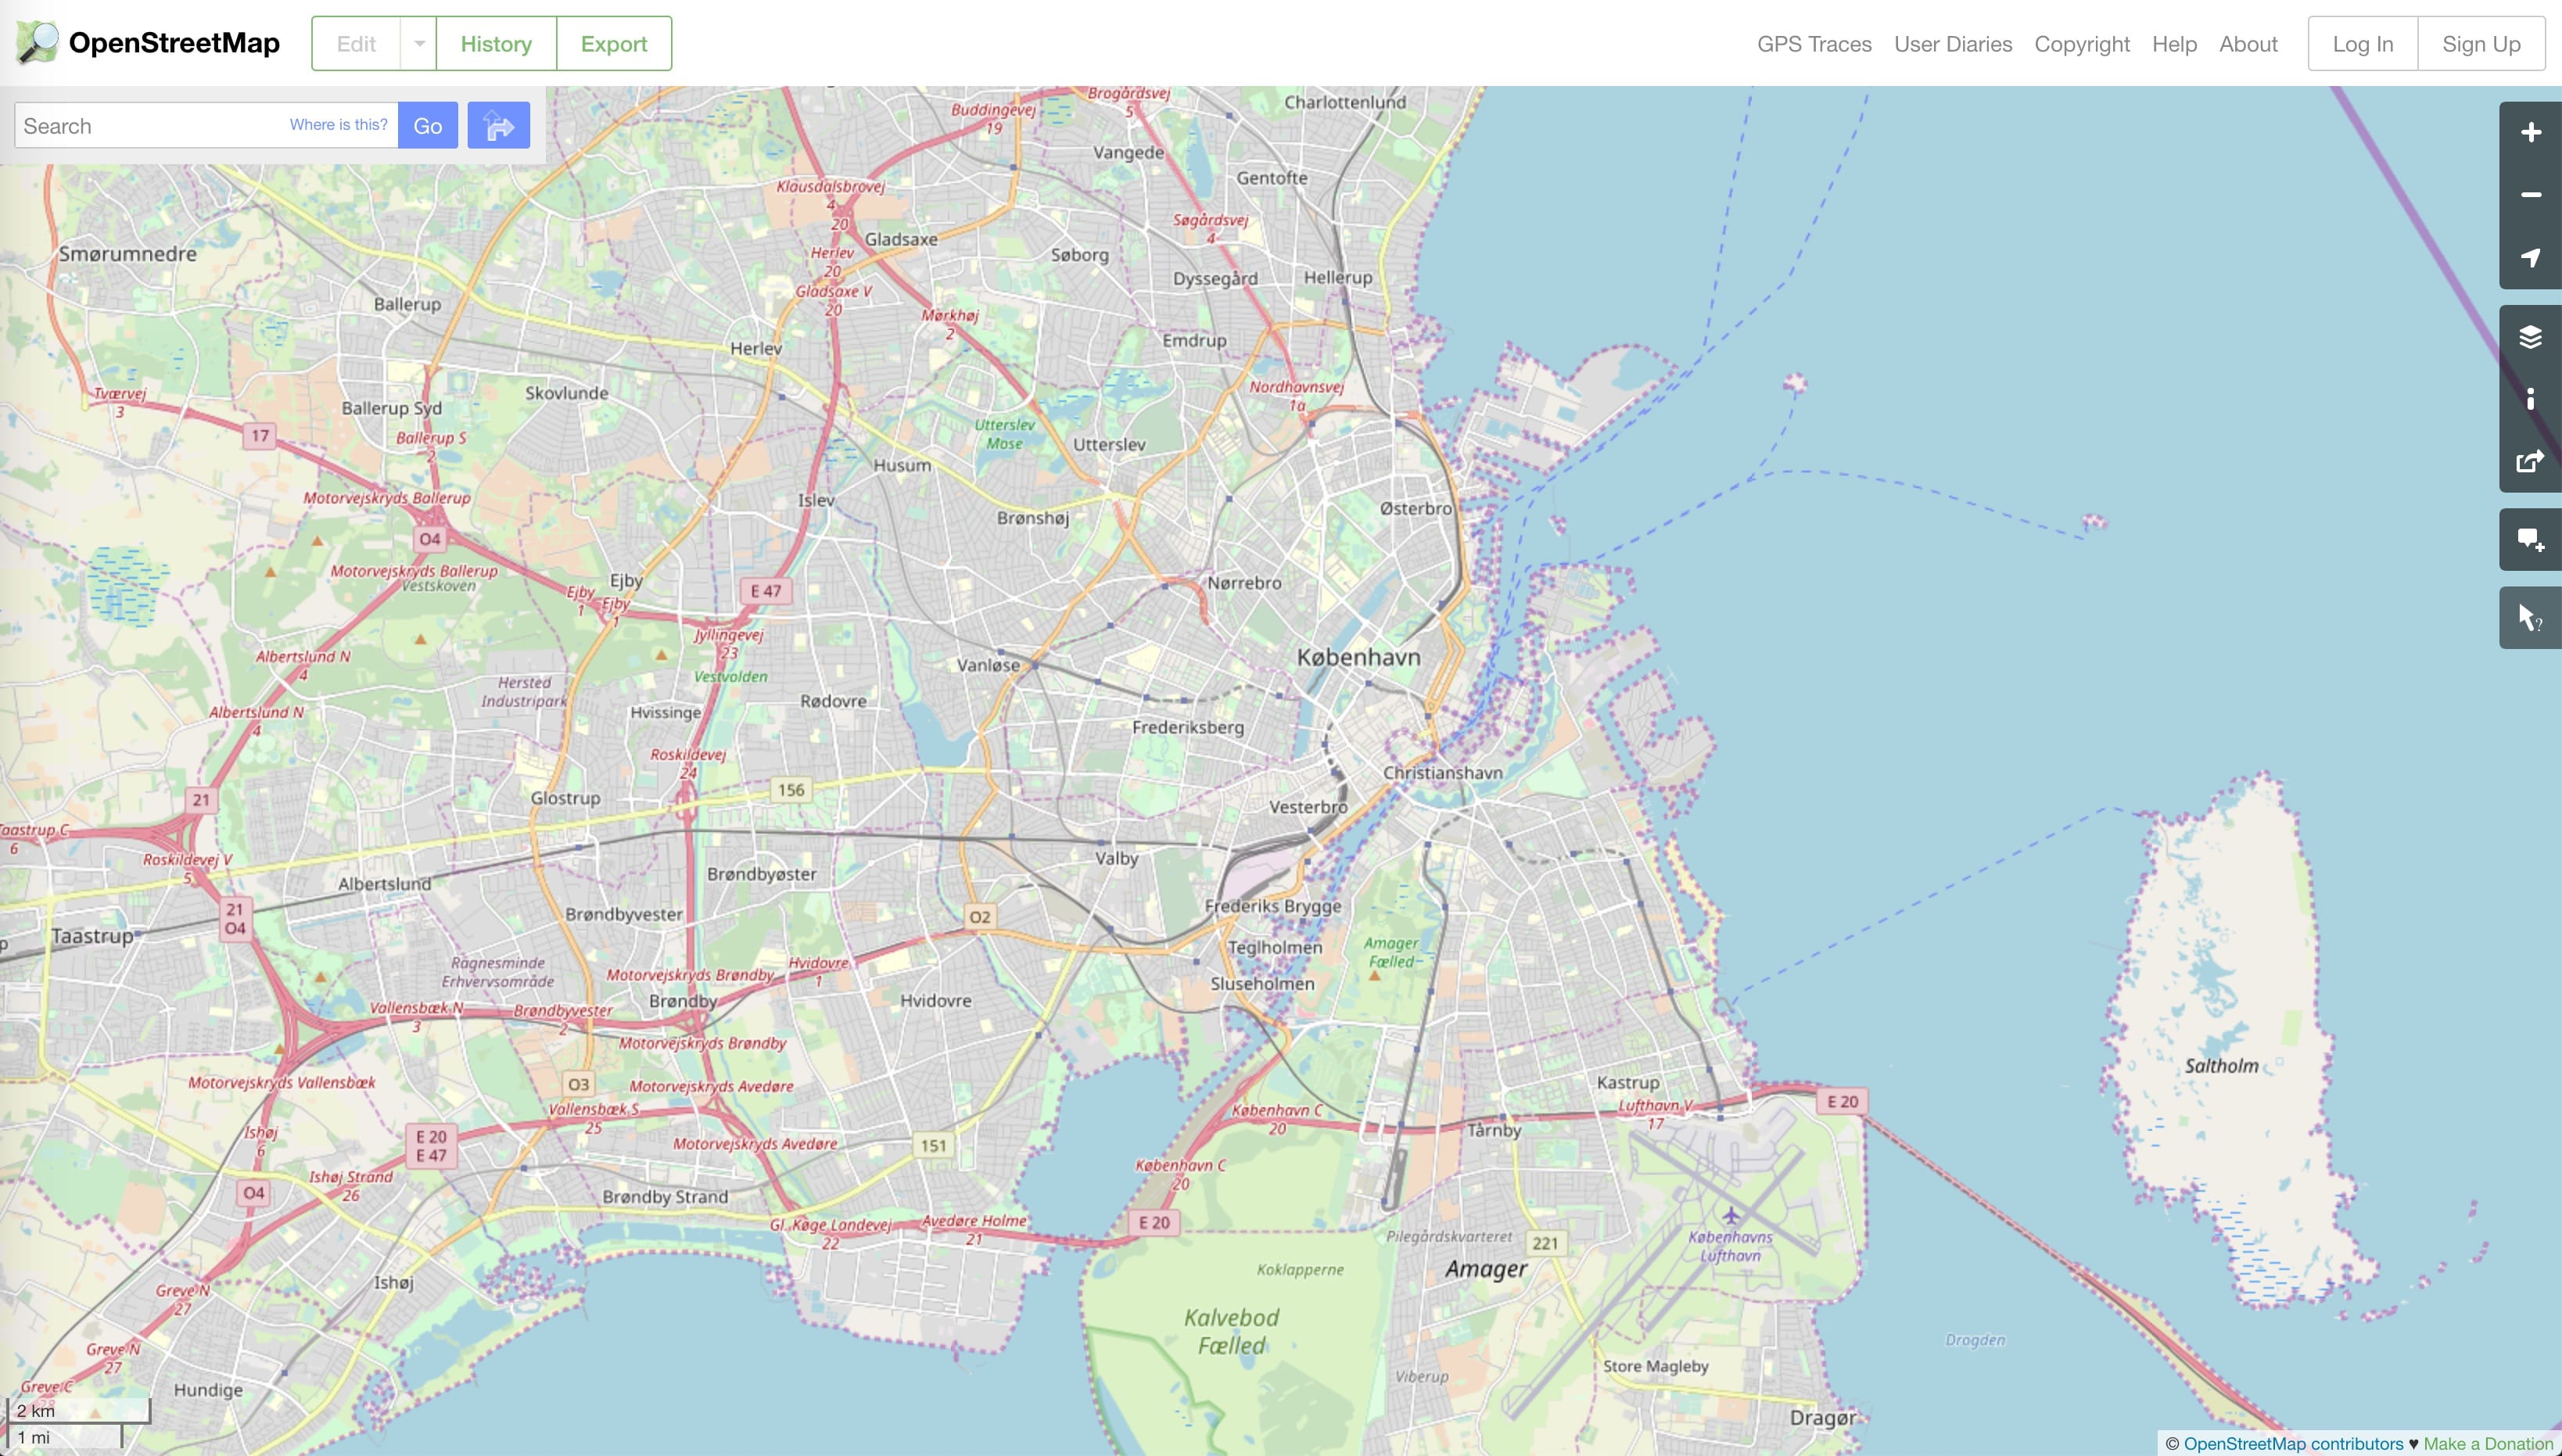 OpenStreetMap
Edit
History
Export
GPS Traces
User Diaries
Copyright
Help
About
Log In
Sign Up
Search
Where is this?
Go
Brogårdsvej
5
Charlottenlund
Buddingevej
19
Vangede
Gentofte
Klausdalsbrovej
4
20
Søgårdsvej
4
Gladsaxe
Smørumnedre
Herlev
20
Søborg
Dyssegård
Hellerup
Gladsaxe V
20
Ballerup
Mørkhøj
2
Emdrup
Herlev
Nordhavnsvej
1a
Skovlunde
Tværvej
3
Ballerup Syd
Ballerup S
2
17
Utterslev
Mose
Utterslev
Husum
Motorvejskryds Ballerup
Islev
Østerbro
Brønshøj
O4
Motorvejskryds Ballerup
Vestskoven
Ejby
Ejby
1
Ejby
1
E 47
Nørrebro
Jyllingevej
23
Albertslund N
4
København
Vanløse
Vestvolden
Hersted
Industripark
Rødovre
Albertslund N
4
Hvissinge
Frederiksberg
Roskildevej
24
Christianshavn
156
21
Glostrup
Vesterbro
Taastrup C
6
Roskildevej V
5
Valby
Albertslund
Brøndbyøster
Frederiks Brygge
21
O4
Brøndbyvester
O2
Taastrup
Teglholmen
Amager
Fælled
Ragnesminde
Erhvervsområde
Motorvejskryds Brøndby
Hvidovre
1
Sluseholmen
Brøndby
Hvidovre
Vallensbæk N
3
Brøndbyvester
2
Motorvejskryds Brøndby
Saltholm
Motorvejskryds Vallensbæk
O3
Motorvejskryds Avedøre
Kastrup
E 20
Vallensbæk S
25
København C
20
Lufthavn V
17
Tårnby
Ishøj
6
E 20
E 47
Motorvejskryds Avedøre
151
København C
20
Ishøj Strand
26
O4
Brøndby Strand
Gl. Køge Landevej
22
Avedøre Holme
21
E 20
Pilegårdskvarteret
221
Københavns
Lufthavn
Koklapperne
Amager
Ishøj
Greve N
27
Kalvebod
Fælled
Drogden
Greve N
27
Store Magleby
Viberup
Greve C
28
Hundige
Dragør
2 km
1 mi
© OpenStreetMap contributors ♥ Make a Donation